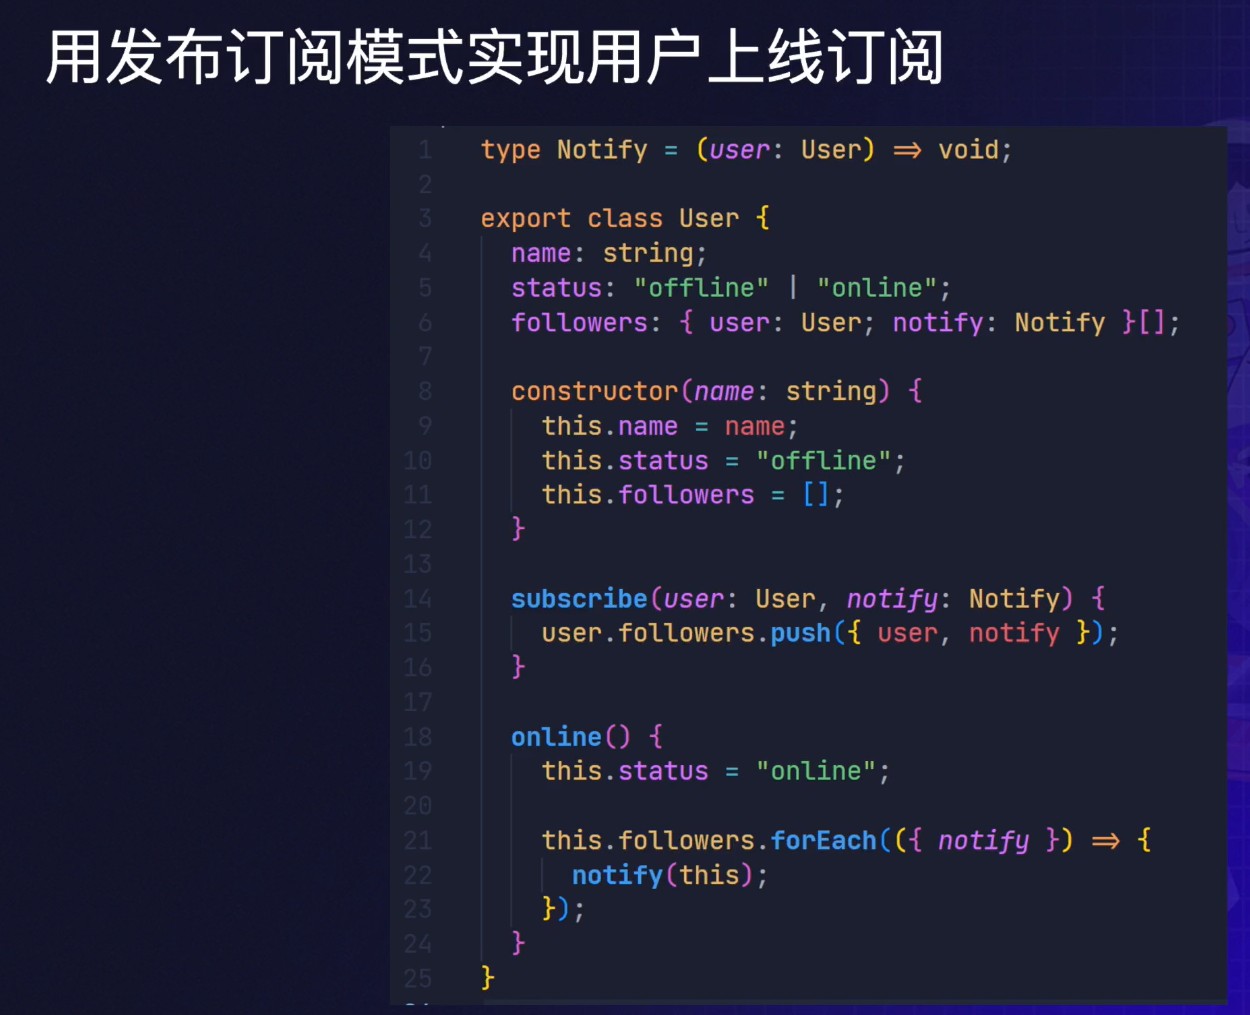 用发布订阅模式实现用户上线订阅
1 type Notify = (user: User) => void;
2
3 export class User {
4   name: string;
5   status: "offline" | "online";
6   followers: { user: User; notify: Notify }[];
7
8   constructor(name: string) {
9     this.name = name;
10     this.status = "offline";
11     this.followers = [];
12   }
13
14   subscribe(user: User, notify: Notify) {
15     user.followers.push({ user, notify });
16   }
17
18   online() {
19     this.status = "online";
20
21     this.followers.forEach(({ notify }) => {
22       notify(this);
23     });
24   }
25 }